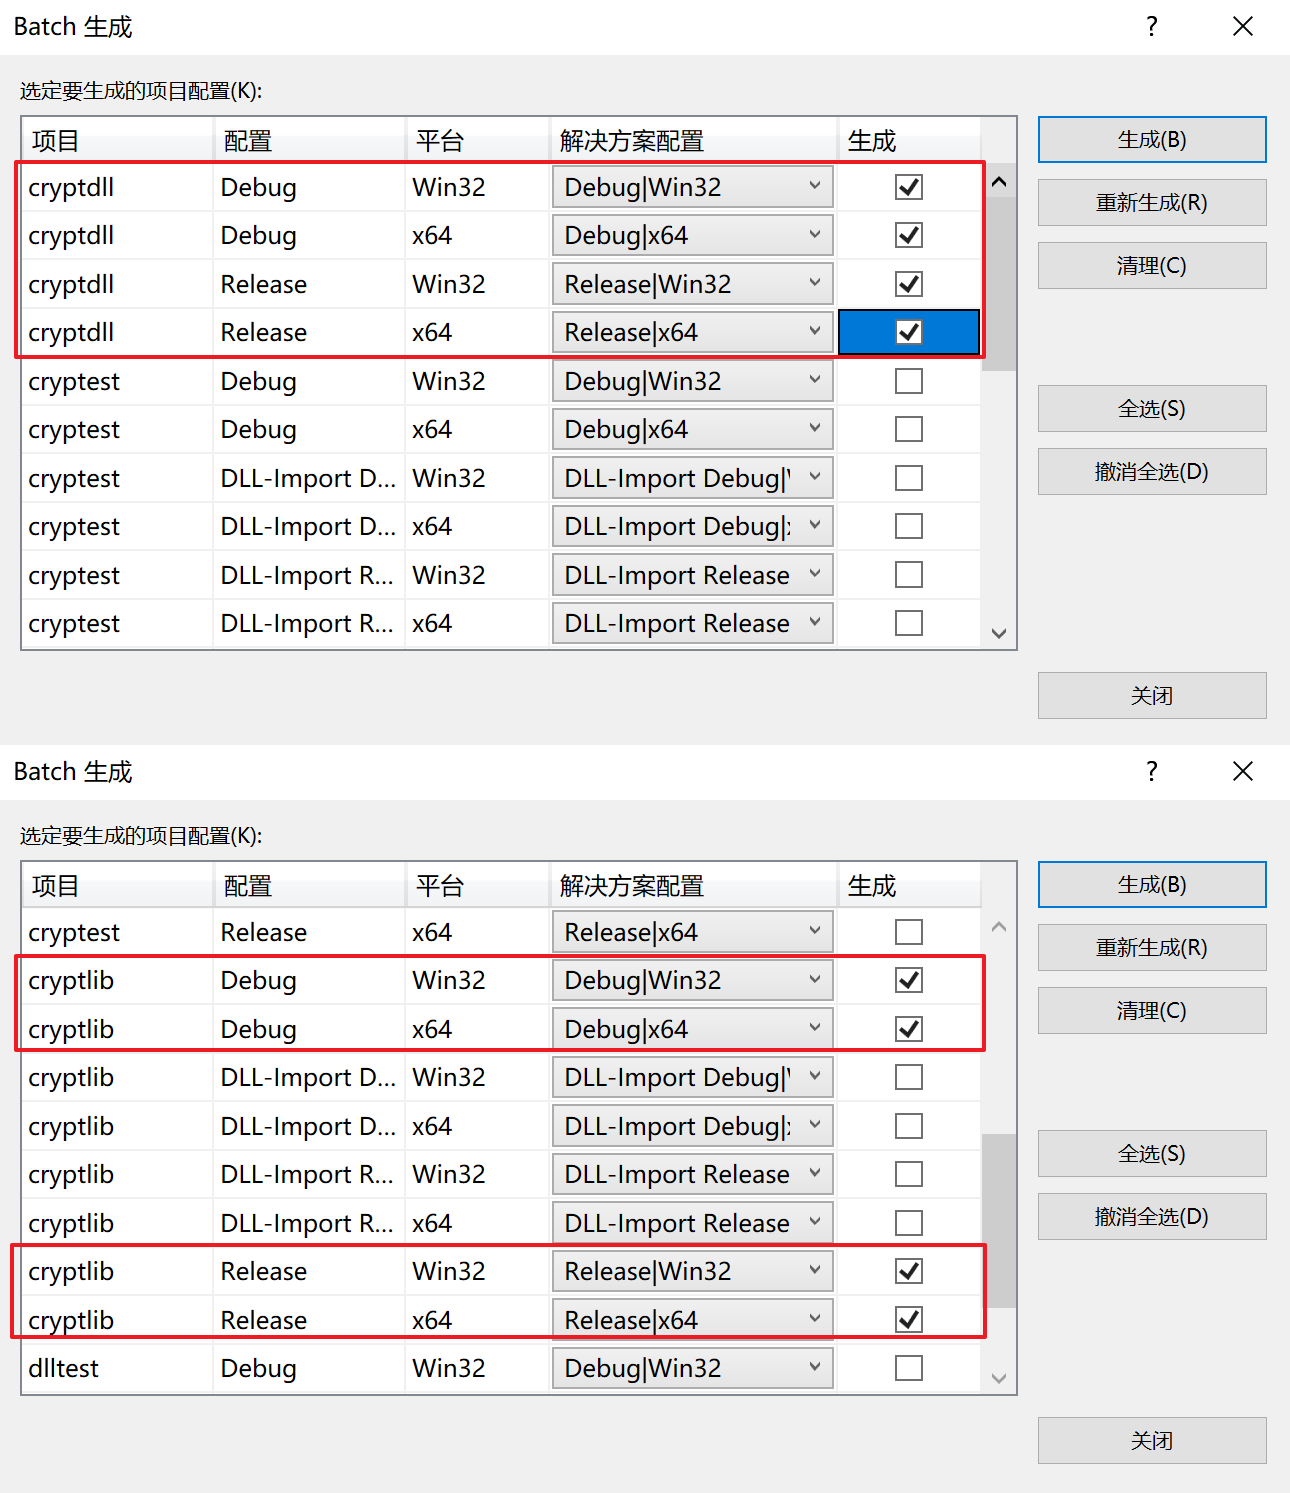 Batch 生成
?
选定要生成的项目配置(K):
项目 配置 平台 解决方案配置 生成
生成(B)
cryptdll Debug Win32 Debug|Win32
重新生成(R)
cryptdll Debug x64 Debug|x64
清理(C)
cryptdll Release Win32 Release|Win32
cryptdll Release x64 Release|x64
cryptest Debug Win32 Debug|Win32
全选(S)
cryptest Debug x64 Debug|x64
撤消全选(D)
cryptest DLL-Import D... Win32 DLL-Import Debug|
cryptest DLL-Import D... x64 DLL-Import Debug|
cryptest DLL-Import R... Win32 DLL-Import Release
cryptest DLL-Import R... x64 DLL-Import Release
关闭
Batch 生成
?
选定要生成的项目配置(K):
项目 配置 平台 解决方案配置 生成
生成(B)
cryptest Release x64 Release|x64
重新生成(R)
cryptlib Debug Win32 Debug|Win32
清理(C)
cryptlib Debug x64 Debug|x64
cryptlib DLL-Import D... Win32 DLL-Import Debug|
cryptlib DLL-Import D... x64 DLL-Import Debug|
全选(S)
cryptlib DLL-Import R... Win32 DLL-Import Release
撤消全选(D)
cryptlib DLL-Import R... x64 DLL-Import Release
cryptlib Release Win32 Release|Win32
cryptlib Release x64 Release|x64
dlltest Debug Win32 Debug|Win32
关闭